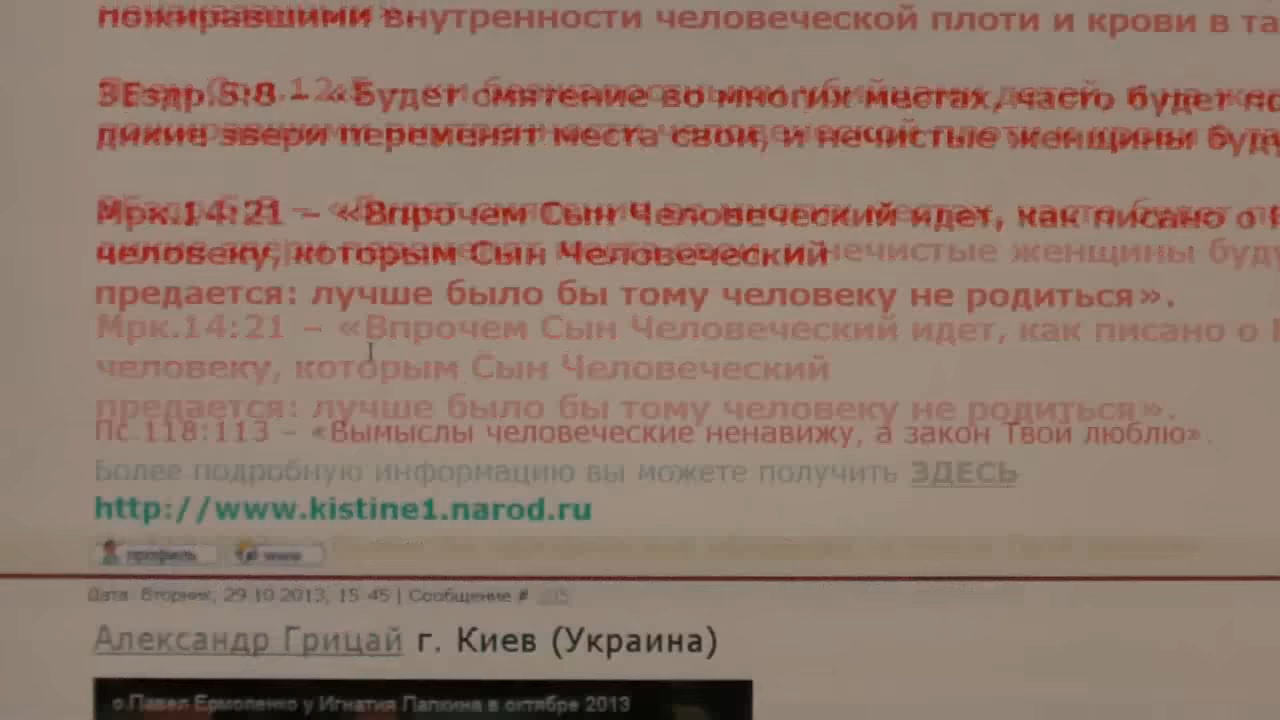 пожиравшими внутренности человеческой плоти и крови в та
3Ездр.5:8 – «Будет смятение во многих местах, часто будет по
дикие звери переменят места свои, и нечистые женщины буду
Мрк.14:21 – «Впрочем Сын Человеческий идет, как писано о
человеку, которым Сын Человеческий
предается: лучше было бы тому человеку не родиться».
Мрк.14:21 – «Впрочем Сын Человеческий идет, как писано о
человеку, которым Сын Человеческий
предается: лучше было бы тому человеку не родиться».
Пс.118:113 – «Вымыслы человеческие ненавижу, а закон Твой люблю».
Более подробную информацию вы можете получить ЗДЕСЬ
http://www.kistine1.narod.ru
профиль www
Дата: Вторник, 29.10.2013, 15:45 | Сообщение #
Александр Грицай г. Киев (Украина)
о.Павел Ермоленко у Игнатия Лапкина в октябре 2013